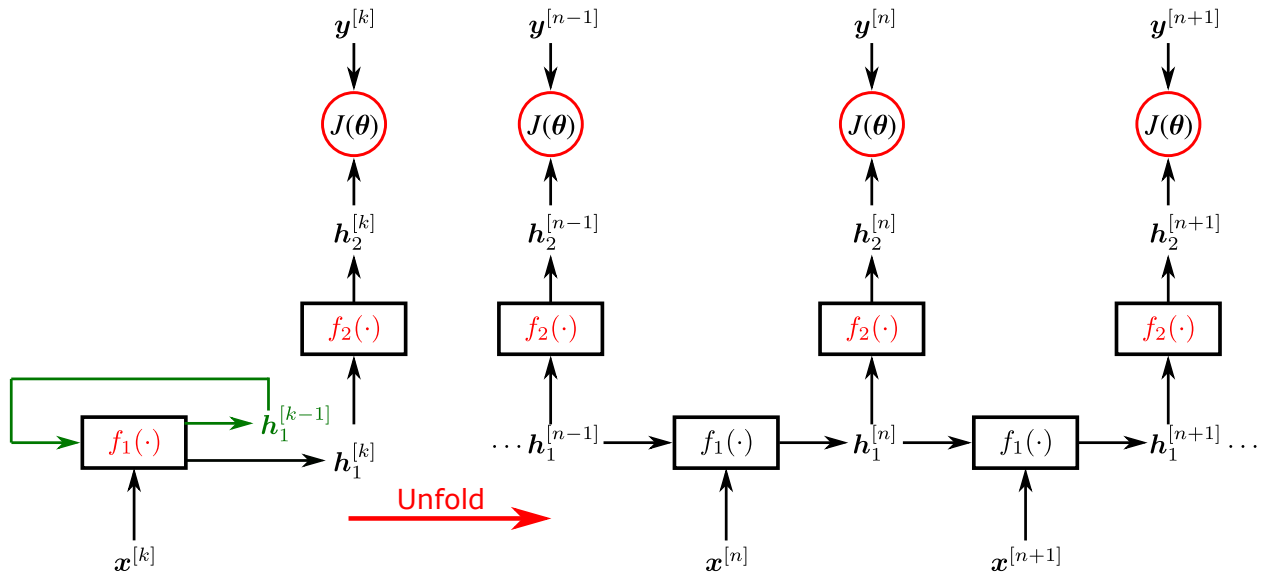 y^{[k]} y^{[n−1]} y^{[n]} y^{[n+1]}
J(θ) J(θ) J(θ) J(θ)
h_2^{[k]} h_2^{[n−1]} h_2^{[n]} h_2^{[n+1]}
f_2(·) f_2(·) f_2(·) f_2(·)
f_1(·) h_1^{[k−1]} h_1^{[k]} ⋯ h_1^{[n−1]} f_1(·) h_1^{[n]} f_1(·) h_1^{[n+1]} ⋯
Unfold
x^{[k]} x^{[n]} x^{[n+1]}